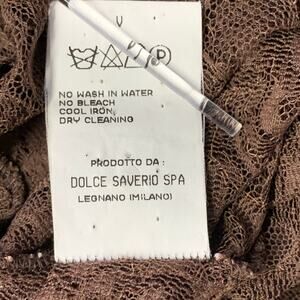 V
NO WASH IN WATER
NO BLEACH
COOL IRON
DRY CLEANING
PRODOTTO DA :
DOLCE SAVERIO SPA
LEGNANO (MILANO)